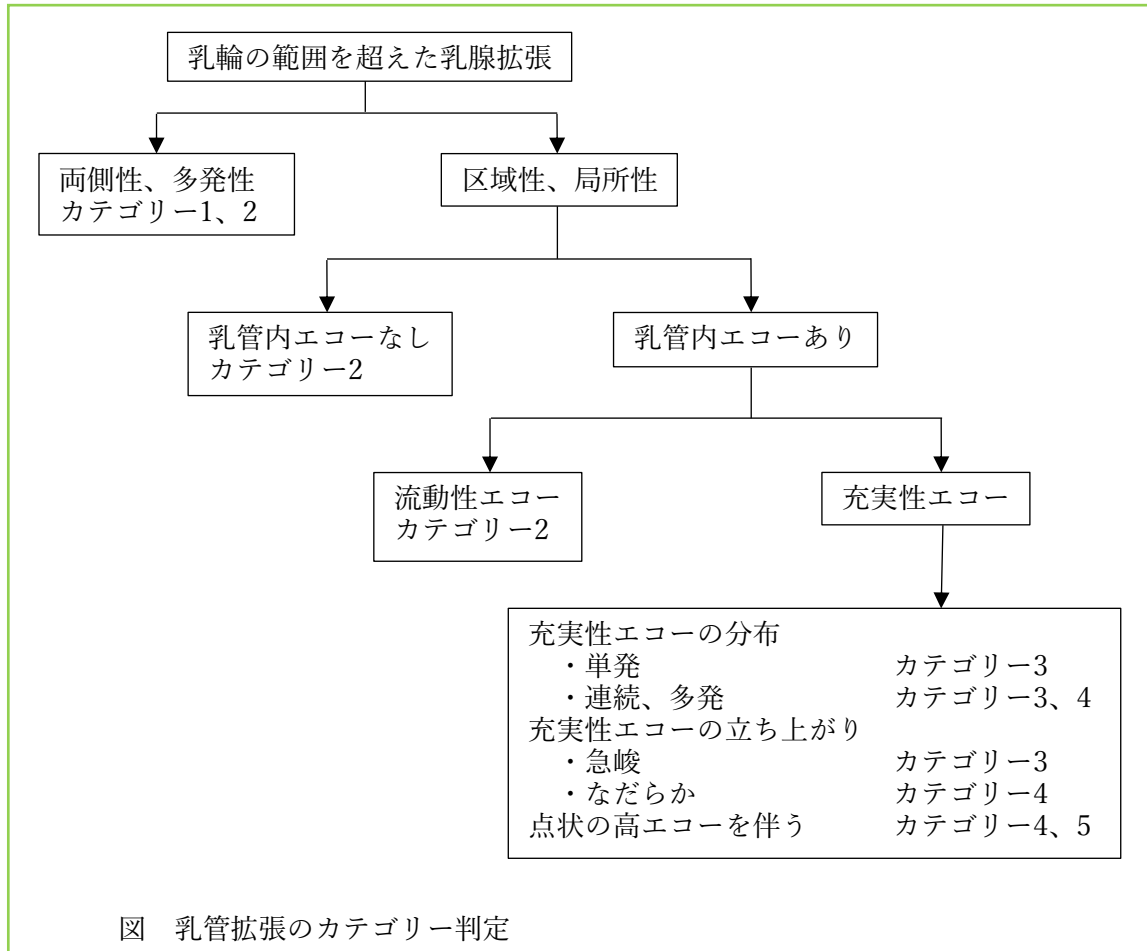 乳輪の範囲を超えた乳腺拡張
両側性、多発性
カテゴリー1、2
区域性、局所性
乳管内エコーなし
カテゴリー2
乳管内エコーあり
流動性エコー
カテゴリー2
充実性エコー
充実性エコーの分布
・単発 カテゴリー3
・連続、多発 カテゴリー3、4
充実性エコーの立ち上がり
・急峻 カテゴリー3
・なだらか カテゴリー4
点状の高エコーを伴う カテゴリー4、5
図 乳管拡張のカテゴリー判定